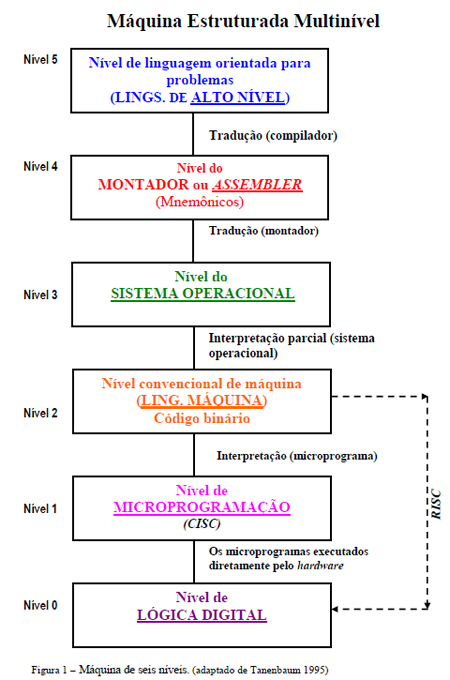 Máquina Estruturada Multinível
Nível 5
Nível de linguagem orientada para
problemas
(LINGS. DE ALTO NÍVEL)
Tradução (compilador)
Nível 4
Nível do
MONTADOR ou ASSEMBLER
(Mnemônicos)
Tradução (montador)
Nível 3
Nível do
SISTEMA OPERACIONAL
Interpretação parcial (sistema
operacional)
Nível 2
Nível convencional de máquina
(LING. MÁQUINA)
Código binário
Interpretação (microprograma)
RISC
Nível 1
Nível de
MICROPROGRAMAÇÃO
(CISC)
Os microprogramas executados
diretamente pelo hardware
Nível 0
Nível de
LÓGICA DIGITAL
Figura 1 – Máquina de seis níveis. (adaptado de Tanenbaum 1995)